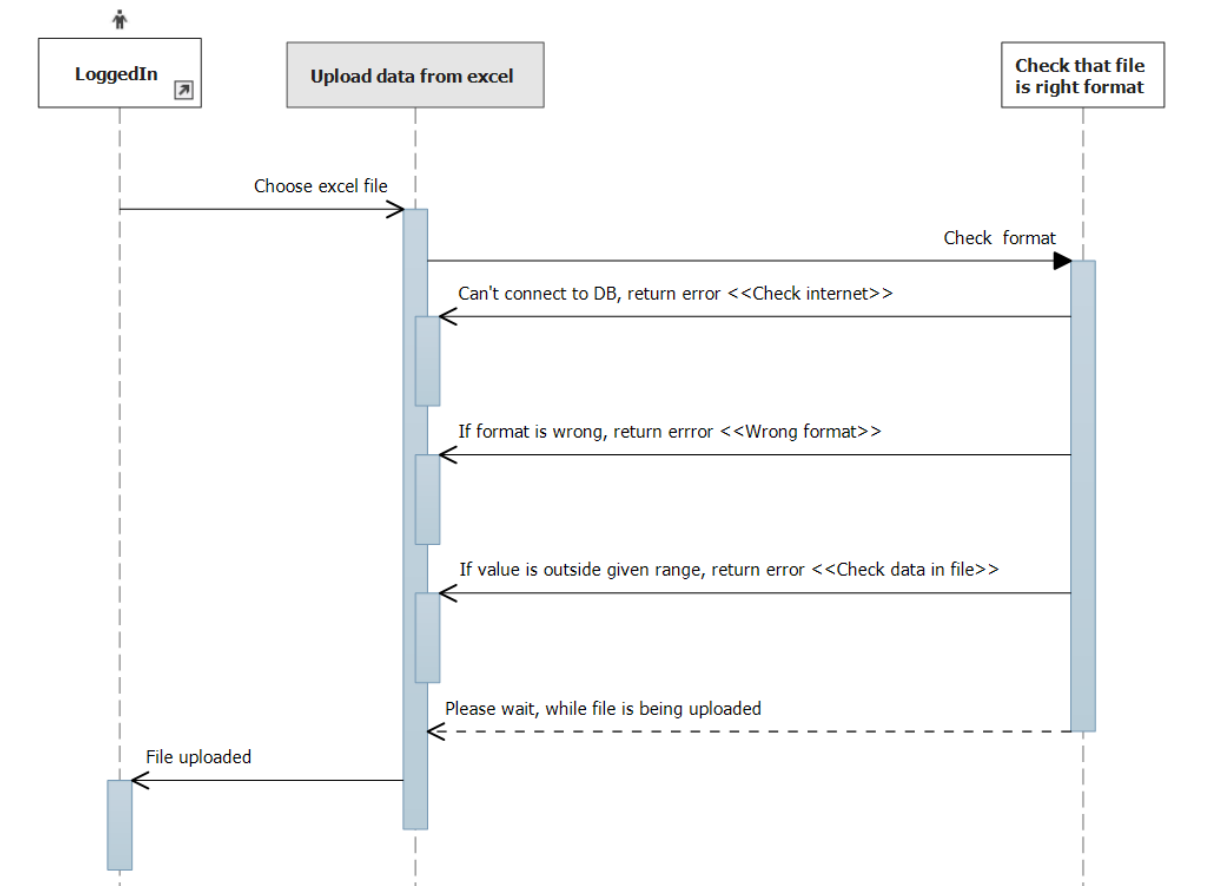 LoggedIn
Upload data from excel
Check that file
is right format
Choose excel file
Check  format
Can't connect to DB, return error <<Check internet>>
If format is wrong, return errror <<Wrong format>>
If value is outside given range, return error <<Check data in file>>
Please wait, while file is being uploaded
File uploaded